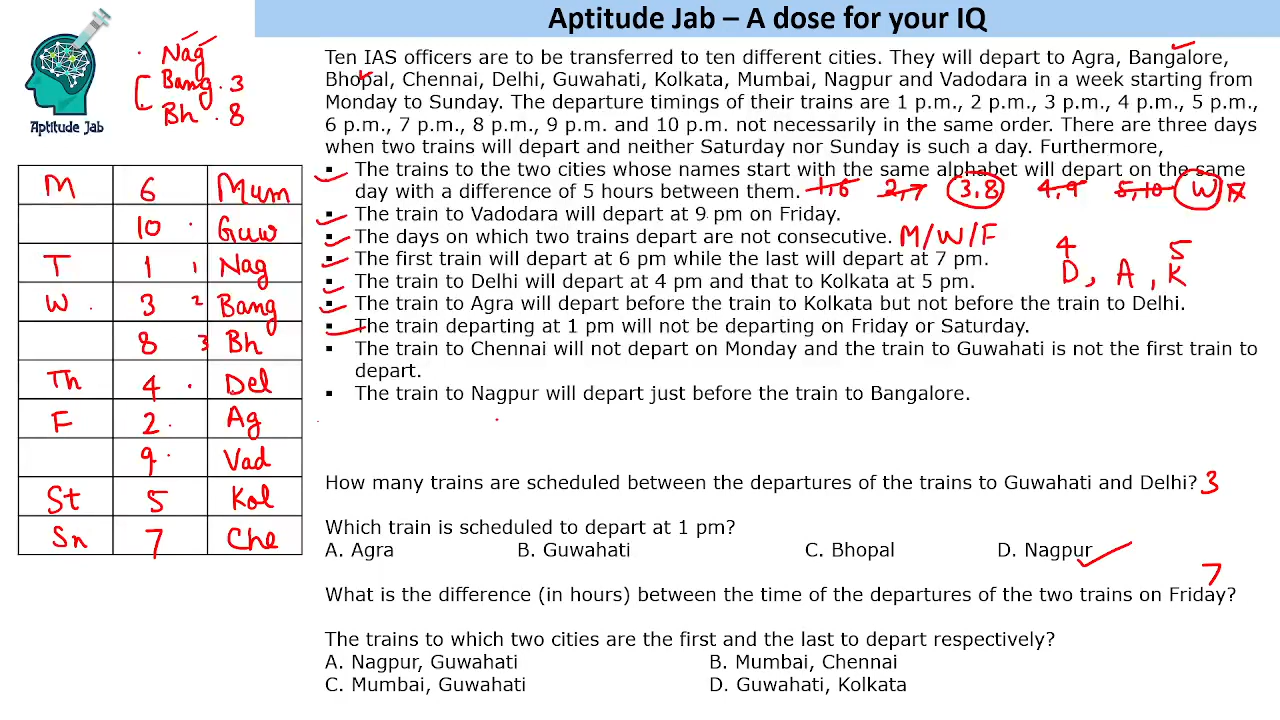 Aptitude Jab – A dose for your IQ
Aptitude Jab
Nag
Bang . 3
Bh . 8
Ten IAS officers are to be transferred to ten different cities. They will depart to Agra, Bangalore,
Bhopal, Chennai, Delhi, Guwahati, Kolkata, Mumbai, Nagpur and Vadodara in a week starting from
Monday to Sunday. The departure timings of their trains are 1 p.m., 2 p.m., 3 p.m., 4 p.m., 5 p.m.,
6 p.m., 7 p.m., 8 p.m., 9 p.m. and 10 p.m. not necessarily in the same order. There are three days
when two trains will depart and neither Saturday nor Sunday is such a day. Furthermore,
▪ The trains to the two cities whose names start with the same alphabet will depart on the same
day with a difference of 5 hours between them. 1,6 2,7 3,8 4,9 5,10 W
▪ The train to Vadodara will depart at 9 pm on Friday.
▪ The days on which two trains depart are not consecutive. M/W/F
▪ The first train will depart at 6 pm while the last will depart at 7 pm.
▪ The train to Delhi will depart at 4 pm and that to Kolkata at 5 pm.
4 5
D, A, K
▪ The train to Agra will depart before the train to Kolkata but not before the train to Delhi.
▪ The train departing at 1 pm will not be departing on Friday or Saturday.
▪ The train to Chennai will not depart on Monday and the train to Guwahati is not the first train to
depart.
▪ The train to Nagpur will depart just before the train to Bangalore.
M 6 Mum
10 Guw
T 1 1 Nag
W 3 2 Bang
8 3 Bh
Th 4 Del
F 2 Ag
9 Vad
St 5 Kol
Sn 7 Che
How many trains are scheduled between the departures of the trains to Guwahati and Delhi? 3
Which train is scheduled to depart at 1 pm?
A. Agra B. Guwahati C. Bhopal D. Nagpur
7
What is the difference (in hours) between the time of the departures of the two trains on Friday?
The trains to which two cities are the first and the last to depart respectively?
A. Nagpur, Guwahati B. Mumbai, Chennai
C. Mumbai, Guwahati D. Guwahati, Kolkata